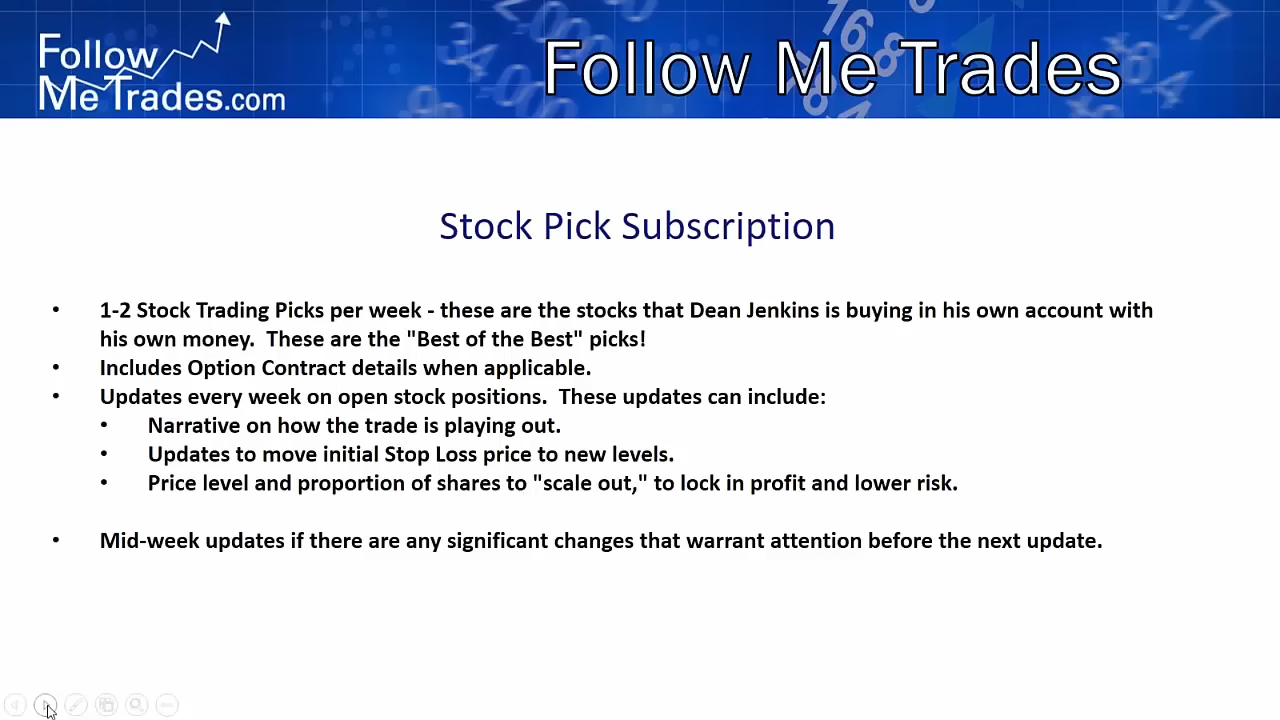 Follow
Me Trades.com
Follow Me Trades
Stock Pick Subscription
• 1-2 Stock Trading Picks per week - these are the stocks that Dean Jenkins is buying in his own account with
his own money.  These are the "Best of the Best" picks!
• Includes Option Contract details when applicable.
• Updates every week on open stock positions.  These updates can include:
• Narrative on how the trade is playing out.
• Updates to move initial Stop Loss price to new levels.
• Price level and proportion of shares to "scale out," to lock in profit and lower risk.
• Mid-week updates if there are any significant changes that warrant attention before the next update.